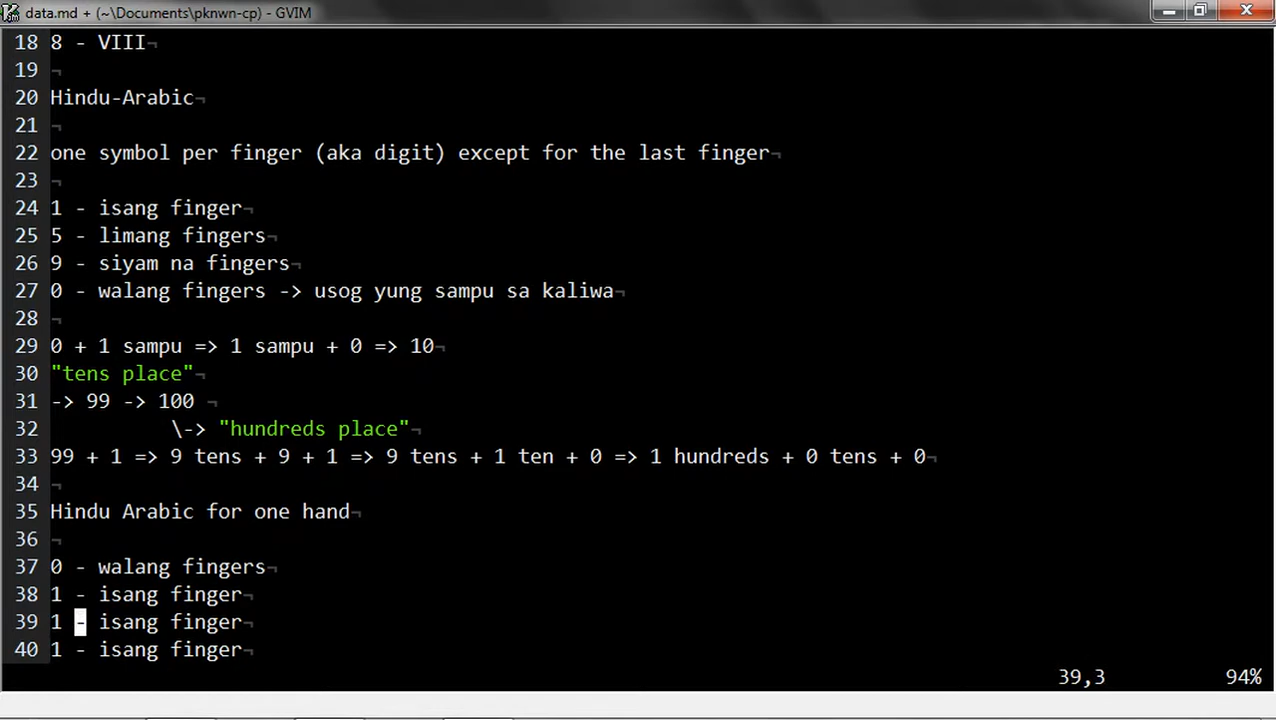 data.md + (~\Documents\pknwn-cp) - GVIM
18 8 - VIII¬
19 ¬
20 Hindu-Arabic¬
21 ¬
22 one symbol per finger (aka digit) except for the last finger¬
23 ¬
24 1 - isang finger¬
25 5 - limang fingers¬
26 9 - siyam na fingers¬
27 0 - walang fingers -> usog yung sampu sa kaliwa¬
28 ¬
29 0 + 1 sampu => 1 sampu + 0 => 10¬
30 "tens place"¬
31 -> 99 -> 100 ¬
32           \-> "hundreds place"¬
33 99 + 1 => 9 tens + 9 + 1 => 9 tens + 1 ten + 0 => 1 hundreds + 0 tens + 0¬
34 ¬
35 Hindu Arabic for one hand¬
36 ¬
37 0 - walang fingers¬
38 1 - isang finger¬
39 1 - isang finger¬
40 1 - isang finger¬
39,3 94%